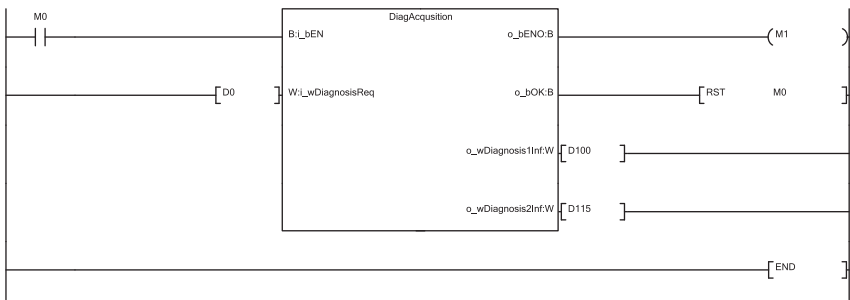 M0 DiagAcqusition
B:i_bEN o_bENO:B M1
D0 W:i_wDiagnosisReq o_bOK:B RST M0
o_wDiagnosis1Inf:W D100
o_wDiagnosis2Inf:W D115
END